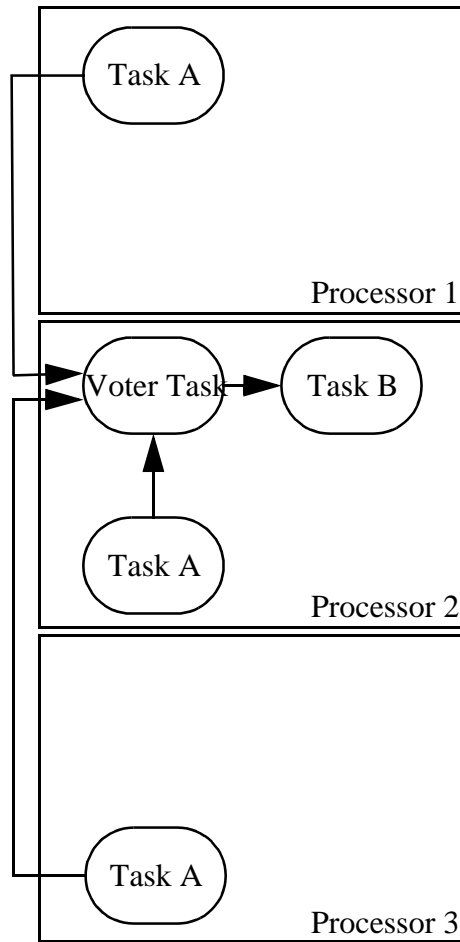 Task A
Processor 1
Voter Task
Task B
Task A
Processor 2
Task A
Processor 3